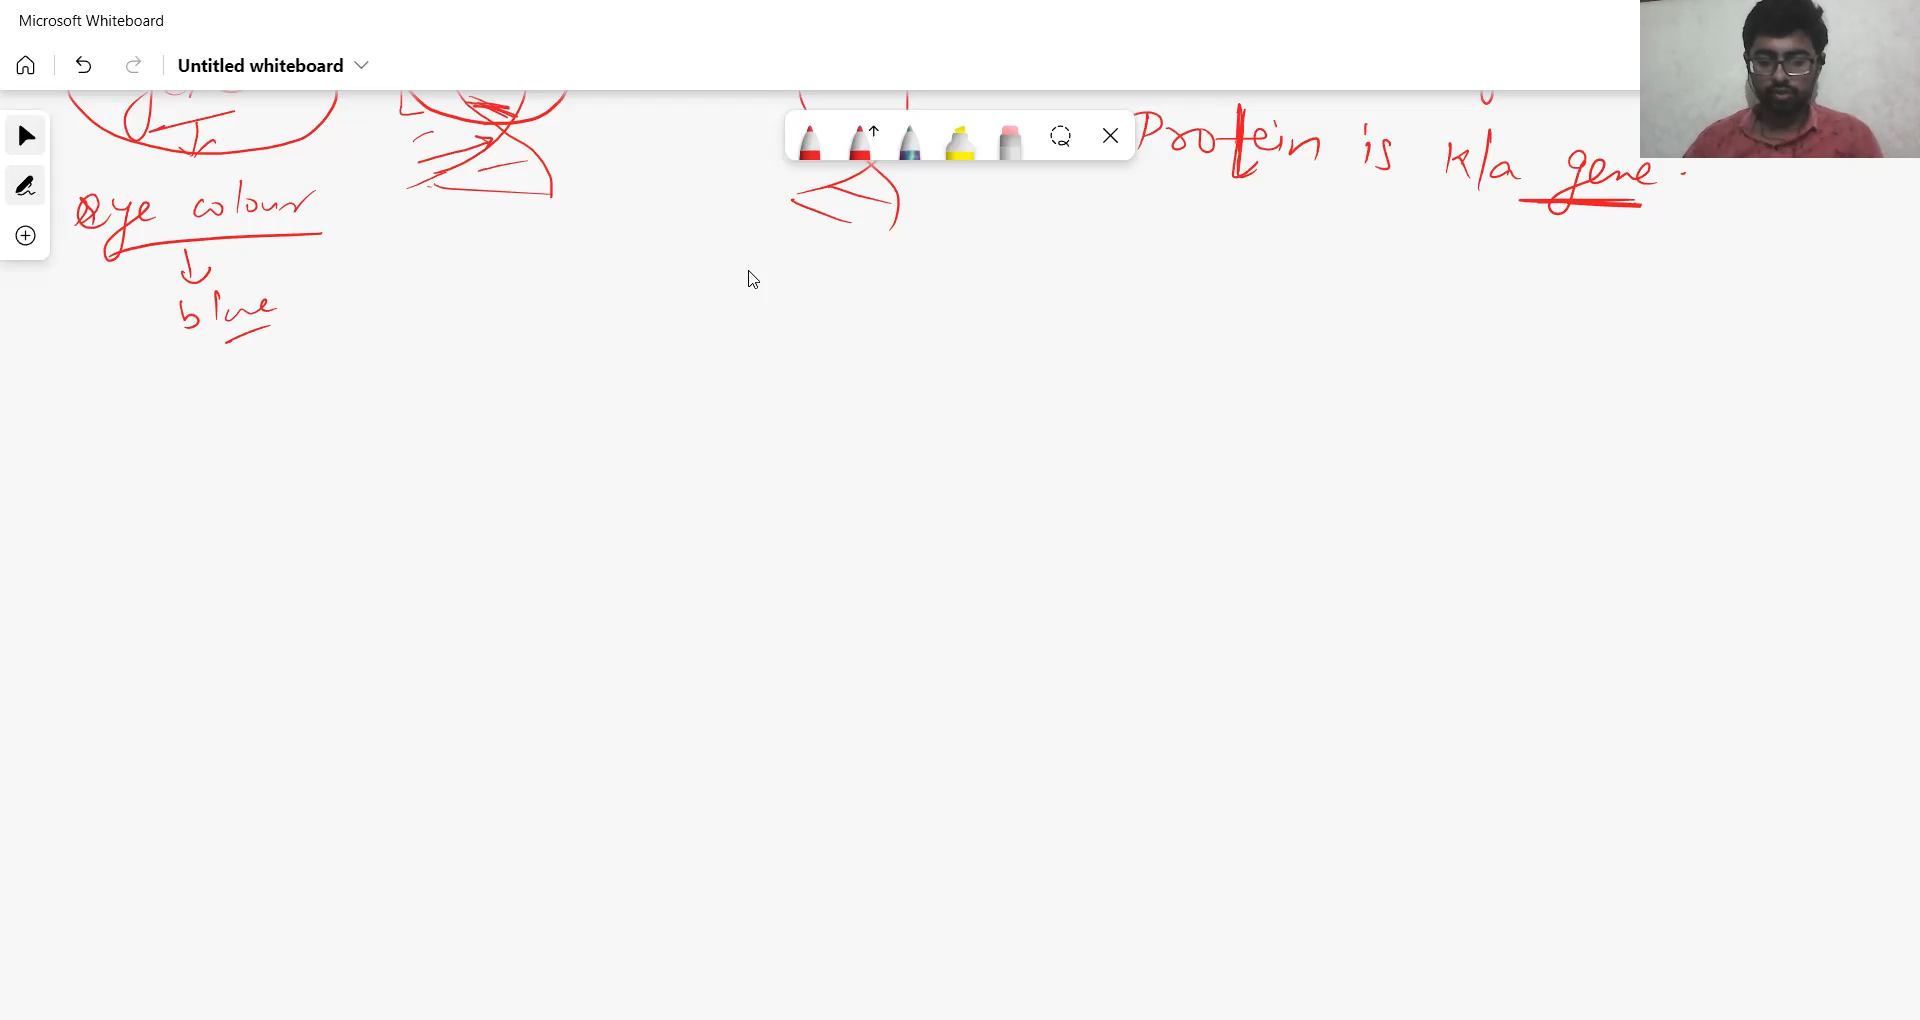 Microsoft Whiteboard
Untitled whiteboard
Protein is k/a gene.
eye colour
blue